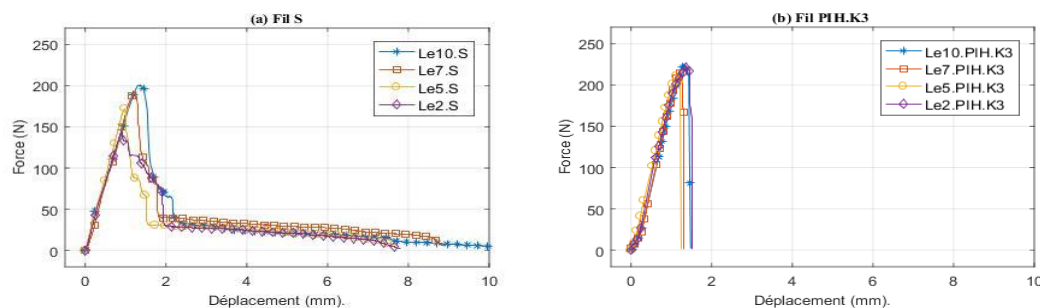 (a) Fil S
250
200
150
100
50
0
Force (N)
0 2 4 6 8 10
Déplacement (mm).
Le10.S
Le7.S
Le5.S
Le2.S
(b) Fil PIH.K3
250
200
150
100
50
0
Force (N)
0 2 4 6 8 10
Déplacement (mm).
Le10.PIH.K3
Le7.PIH.K3
Le5.PIH.K3
Le2.PIH.K3